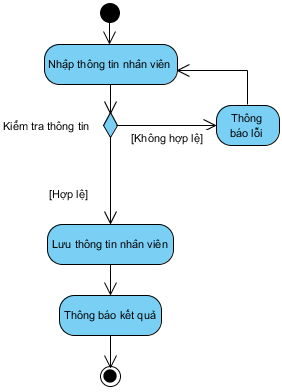 Nhập thông tin nhân viên
Thông
báo lỗi
Kiểm tra thông tin
[Không hợp lệ]
[Hợp lệ]
Lưu thông tin nhân viên
Thông báo kết quả